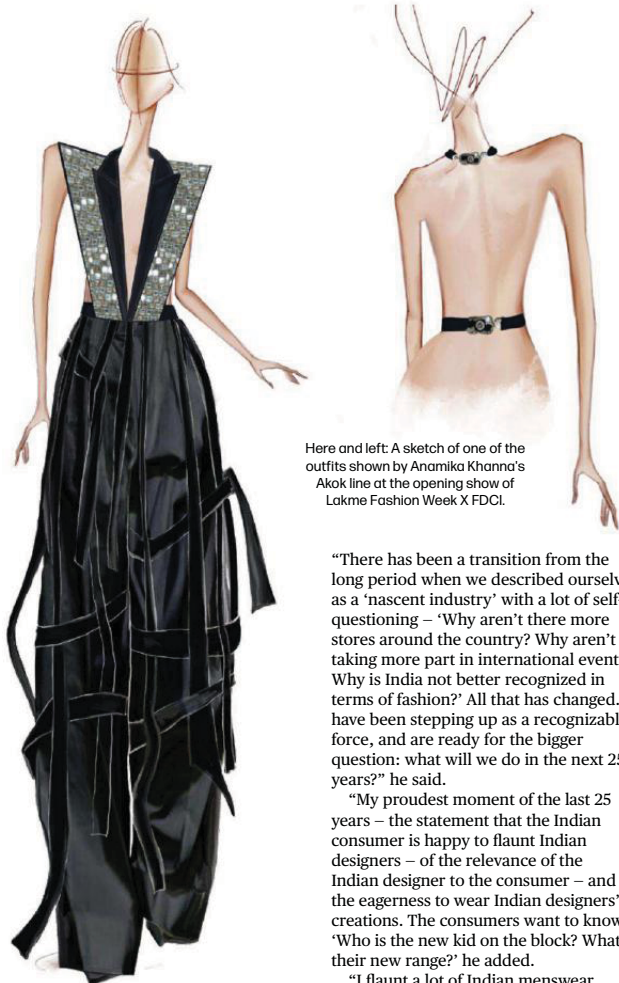 Here and left: A sketch of one of the
outfits shown by Anamika Khanna's
Akok line at the opening show of
Lakme Fashion Week X FDCI.
“There has been a transition from the
long period when we described
as a ‘nascent industry’ with a lot of
questioning – ‘Why aren’t there more
stores around the country? Why aren’t
taking more part in international
Why is India not better recognized in
terms of fashion?’ All that has changed.
have been stepping up as a
force, and are ready for the bigger
question: what will we do in the next
years?” he said.
“My proudest moment of the last 25
years – the statement that the Indian
consumer is happy to flaunt Indian
designers – of the relevance of the
Indian designer to the consumer – and
the eagerness to wear Indian designers’
creations. The consumers want to know
‘Who is the new kid on the block?
their new range?’ he added.
“I flaunt a lot of Indian menswear